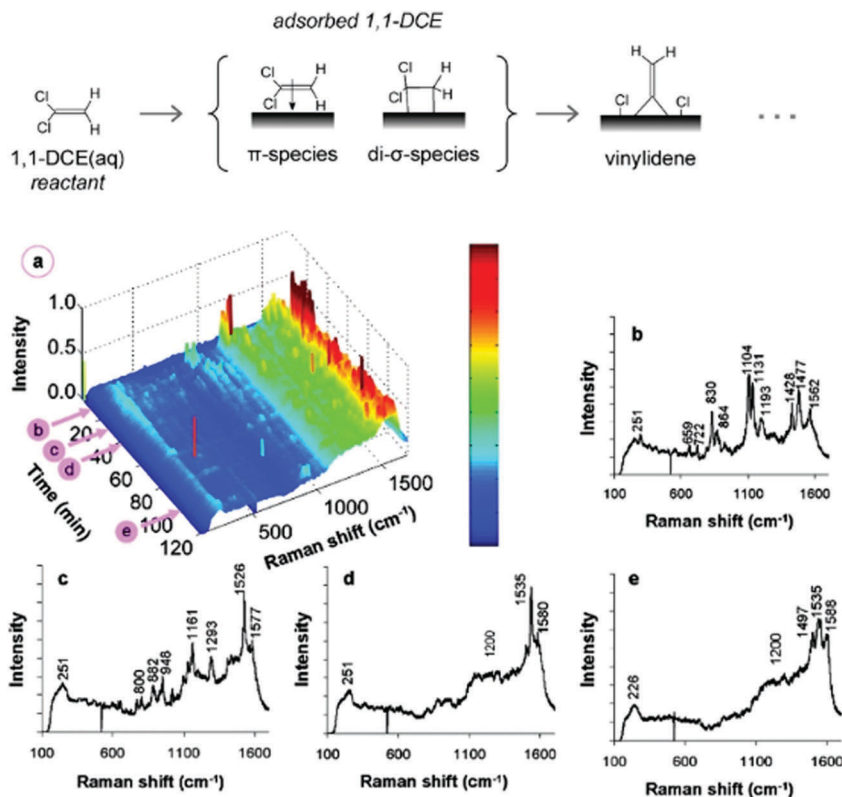 adsorbed 1,1-DCE
Cl H
Cl H
Cl H
Cl H
Cl
Cl H
H
H H
Cl Cl
1,1-DCE(aq)
reactant
π-species
di-σ-species
vinylidene
...
a
1.0
0.5
0.0
Intensity
b
c
d
e
20
40
60
80
100
120
Time (min)
500
1000
1500
Raman shift (cm⁻¹)
b
Intensity
251
659
722
830
864
1104
1131
1193
1428
1477
1562
100 600 1100 1600
Raman shift (cm⁻¹)
c
Intensity
251
800
882
948
1161
1293
1526
1577
100 600 1100 1600
Raman shift (cm⁻¹)
d
Intensity
251
1200
1535
1580
100 600 1100 1600
Raman shift (cm⁻¹)
e
Intensity
226
1200
1497
1535
1588
100 600 1100 1600
Raman shift (cm⁻¹)